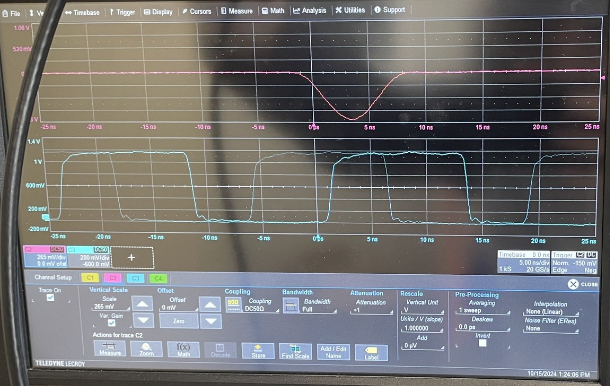 File Timebase Trigger Display Cursors Measure Math Analysis Utilities Support
1.06 V
520 mV
-25 ns -20 ns -15 ns -10 ns -5 ns 0 ns 5 ns 10 ns 15 ns 20 ns 25 ns
1.4 V
1 V
600 mV
200 mV
-200 mV
-25 ns -20 ns -15 ns -10 ns -5 ns 0 ns 5 ns 10 ns 15 ns 20 ns 25 ns
265 mV/div 200 mV/div
-600.0 mV
+
Timebase 0.0 ns Trigger
5.00 ns/div Norm. -150 mV
1 kS 20 GS/s Edge Neg
Channel Setup C1 C2 C3 C4 CLOSE
Trace On Vertical Scale Offset Coupling Bandwidth Attenuation Rescale Pre-Processing
Scale Offset Coupling Bandwidth Attenuation Vertical Unit Averaging Interpolation
265 mV 0 mV DC50Ω Full ÷1 V 1 sweep None (Linear)
Var. Gain Zero Units / V (slope) Deskew Noise Filter (ERes)
1.000000 0.0 ps None
Add Invert
0 µV
Actions for trace C2
Measure Zoom f(x) Math Decode Store Find Scale Add / Edit Name Label
TELEDYNE LECROY
10/15/2024 1:24:06 PM